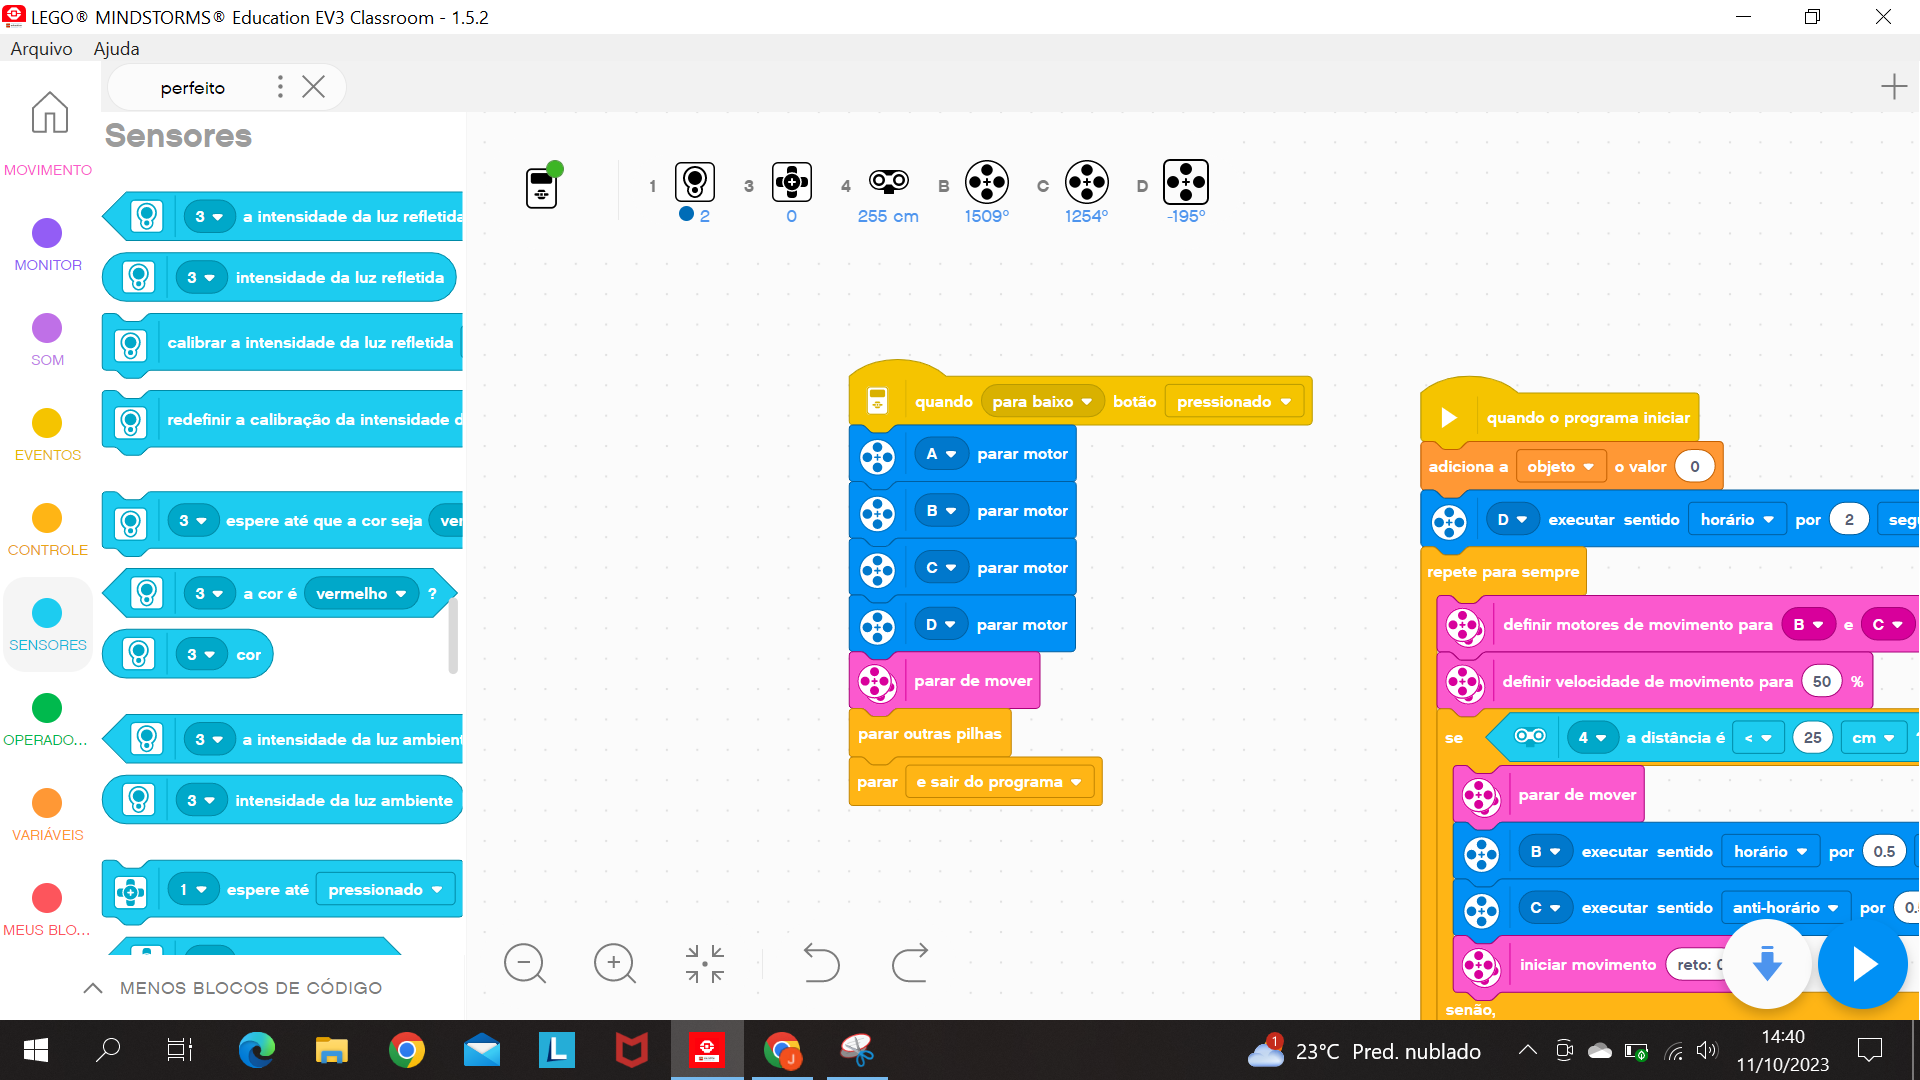 LEGO® MINDSTORMS® Education EV3 Classroom - 1.5.2
Arquivo Ajuda
perfeito
Sensores
MOVIMENTO
MONITOR
SOM
EVENTOS
CONTROLE
SENSORES
OPERADO...
VARIÁVEIS
MEUS BLO...
3 a intensidade da luz refletida
3 intensidade da luz refletida
calibrar a intensidade da luz refletida
redefinir a calibração da intensidade d
3 espere até que a cor seja ver
3 a cor é vermelho ?
3 cor
3 a intensidade da luz ambient
3 intensidade da luz ambiente
1 espere até pressionado
MENOS BLOCOS DE CÓDIGO
1 3 4 B C D
2 0 255 cm 1509° 1254° -195°
quando para baixo botão pressionado
A parar motor
B parar motor
C parar motor
D parar motor
parar de mover
parar outras pilhas
parar e sair do programa
quando o programa iniciar
adiciona a objeto o valor 0
D executar sentido horário por 2 segu
repete para sempre
definir motores de movimento para B e C
definir velocidade de movimento para 50 %
se 4 a distância é < 25 cm
parar de mover
B executar sentido horário por 0.5
C executar sentido anti-horário por 0.
iniciar movimento reto: 0
senão,
1
23°C Pred. nublado
14:40
11/10/2023